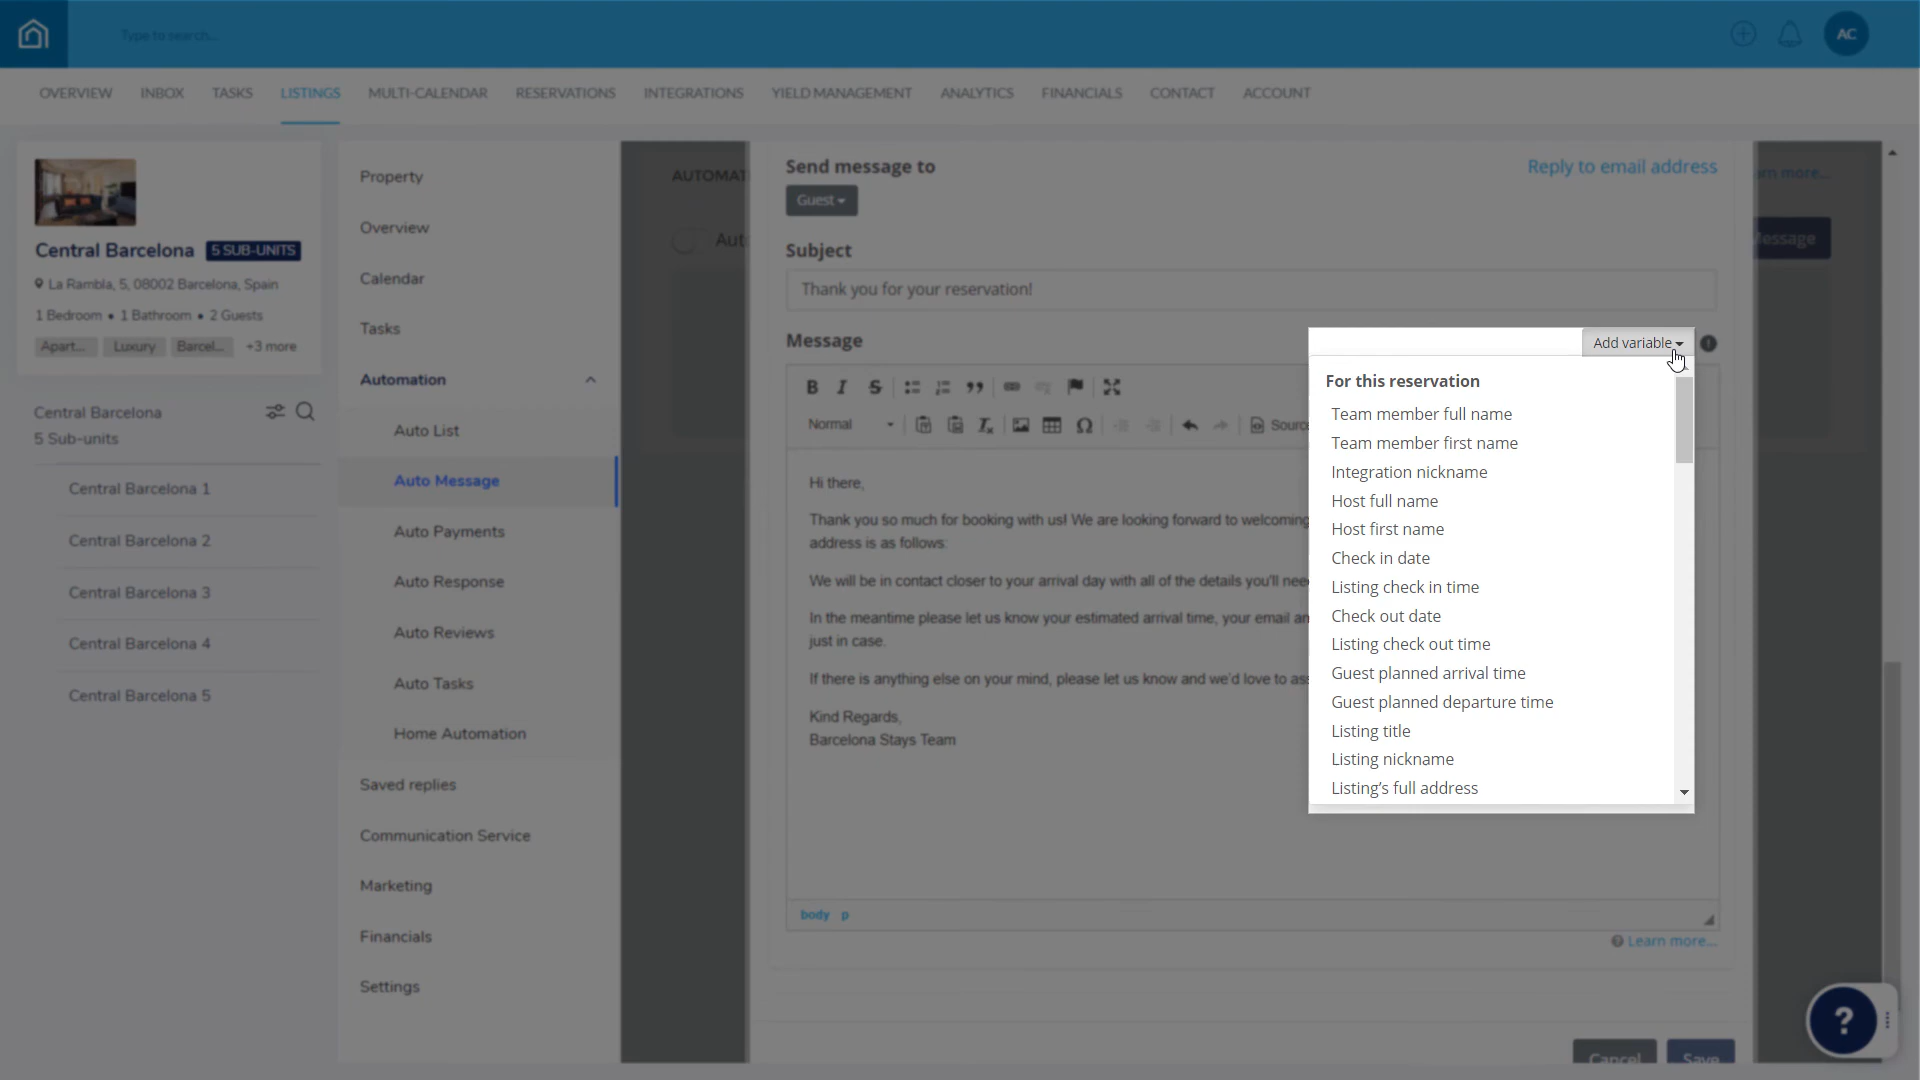 Type to search...
AC
OVERVIEW
INBOX
TASKS
LISTINGS
MULTI-CALENDAR
RESERVATIONS
INTEGRATIONS
YIELD MANAGEMENT
ANALYTICS
FINANCIALS
CONTACT
ACCOUNT
Central Barcelona 5 SUB-UNITS
La Rambla, 5, 08002 Barcelona, Spain
1 Bedroom • 1 Bathroom • 2 Guests
Apart... Luxury Barcel... +3 more
Central Barcelona
5 Sub-units
Central Barcelona 1
Central Barcelona 2
Central Barcelona 3
Central Barcelona 4
Central Barcelona 5
Property
Overview
Calendar
Tasks
Automation
Auto List
Auto Message
Auto Payments
Auto Response
Auto Reviews
Auto Tasks
Home Automation
Saved replies
Communication Service
Marketing
Financials
Settings
Send message to
Reply to email address
Guest
Subject
Thank you for your reservation!
Message
Add variable
B I S
Normal
Source
Hi there,
Thank you so much for booking with us! We are looking forward to welcoming
address is as follows:
We will be in contact closer to your arrival day with all of the details you'll
In the meantime please let us know your estimated arrival time, your email
just in case.
If there is anything else on your mind, please let us know and we'd love to
Kind Regards,
Barcelona Stays Team
For this reservation
Team member full name
Team member first name
Integration nickname
Host full name
Host first name
Check in date
Listing check in time
Check out date
Listing check out time
Guest planned arrival time
Guest planned departure time
Listing title
Listing nickname
Listing's full address
body p
Learn more...
Cancel
Save
more...
?